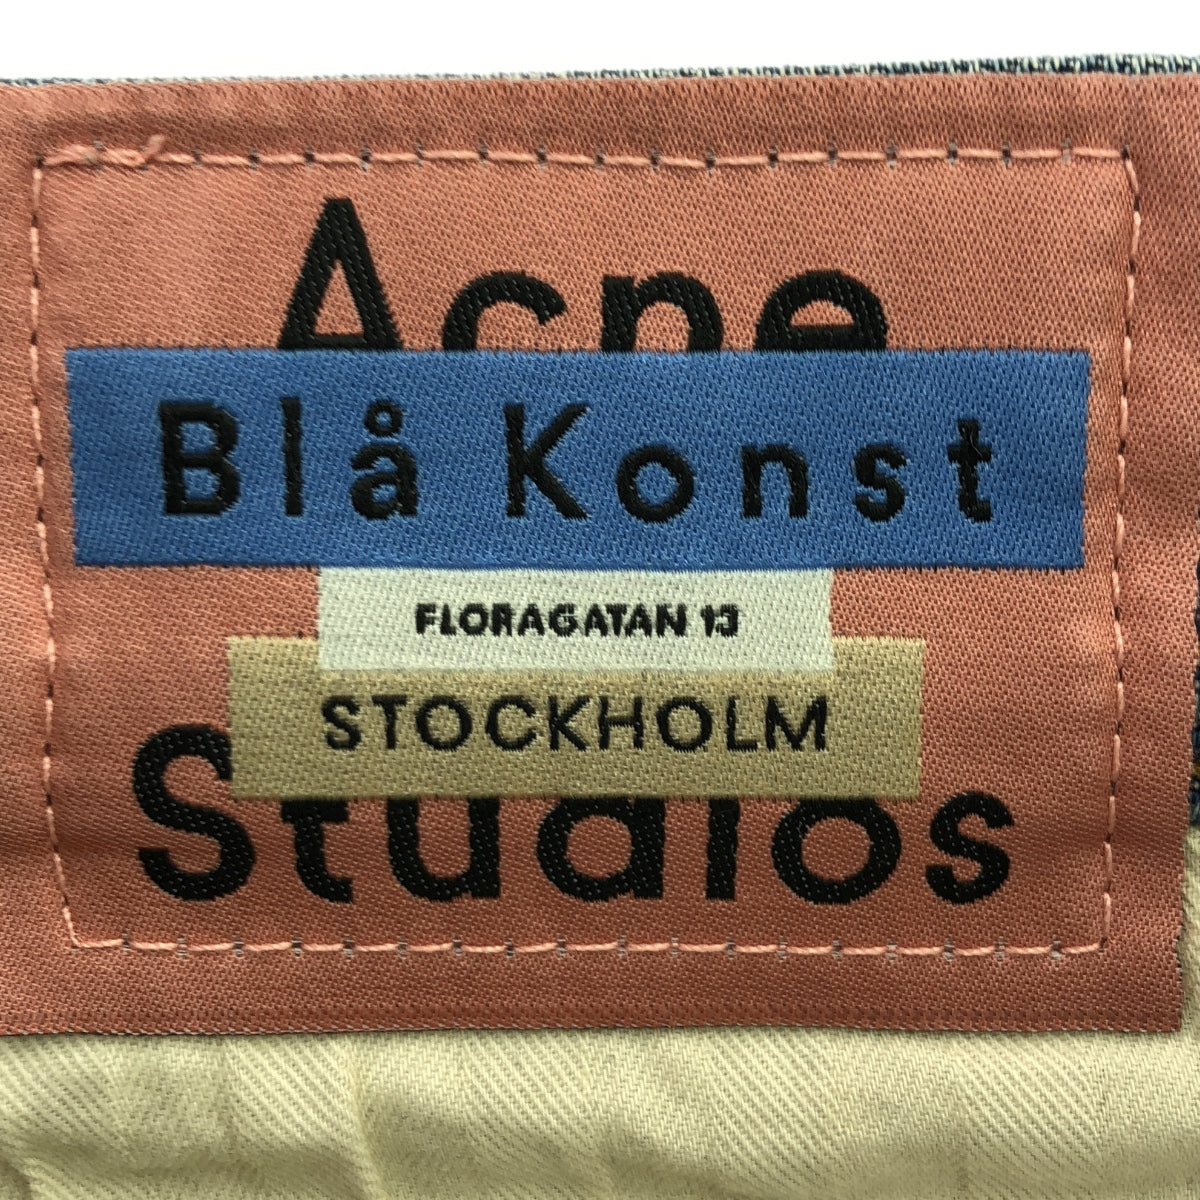 Acne
Blå Konst
FLORAGATAN 13
STOCKHOLM
Studios